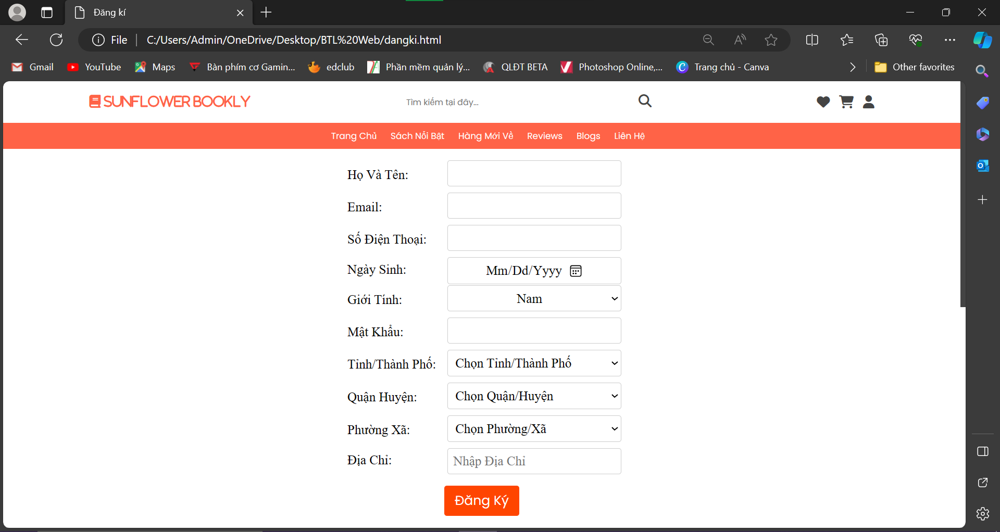 Đăng kí
File C:/Users/Admin/OneDrive/Desktop/BTL%20Web/dangki.html
Gmail YouTube Maps Bàn phím cơ Gamin... edclub Phần mềm quản lý... QLĐT BETA Photoshop Online,... Trang chủ - Canva Other favorites
SUNFLOWER BOOKLY Tìm kiếm tại đây...
Trang Chủ Sách Nỗi Bật Hàng Mới Về Reviews Blogs Liên Hệ
Họ Và Tên:
Email:
Số Điện Thoại:
Ngày Sinh: Mm/Dd/Yyyy
Giới Tính: Nam
Mật Khẩu:
Tỉnh/Thành Phố: Chọn Tỉnh/Thành Phố
Quận Huyện: Chọn Quận/Huyện
Phường Xã: Chọn Phường/Xã
Địa Chỉ: Nhập Địa Chỉ
Đăng Ký